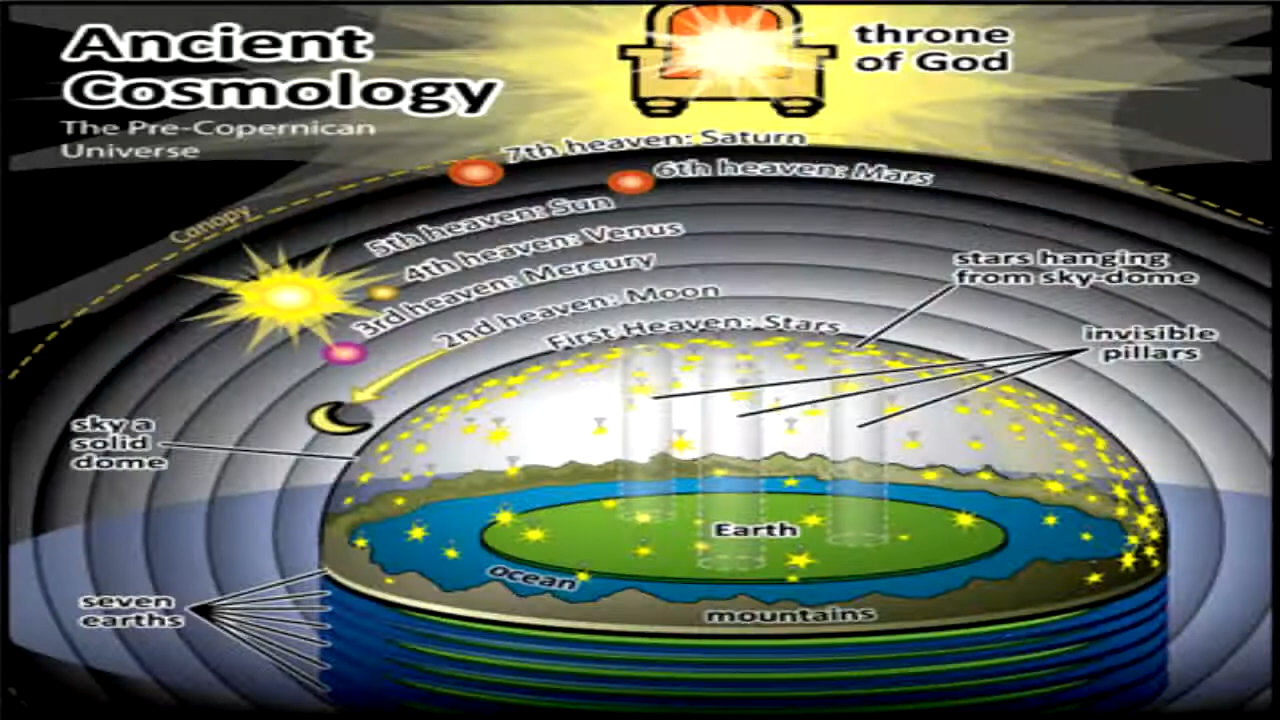 Ancient
Cosmology
The Pre-Copernican
Universe
throne
of God
7th heaven: Saturn
6th heaven: Mars
Canopy
5th heaven: Sun
4th heaven: Venus
3rd heaven: Mercury
2nd heaven: Moon
First Heaven: Stars
stars hanging
from sky-dome
invisible
pillars
sky a
solid
dome
Earth
ocean
seven
earths
mountains